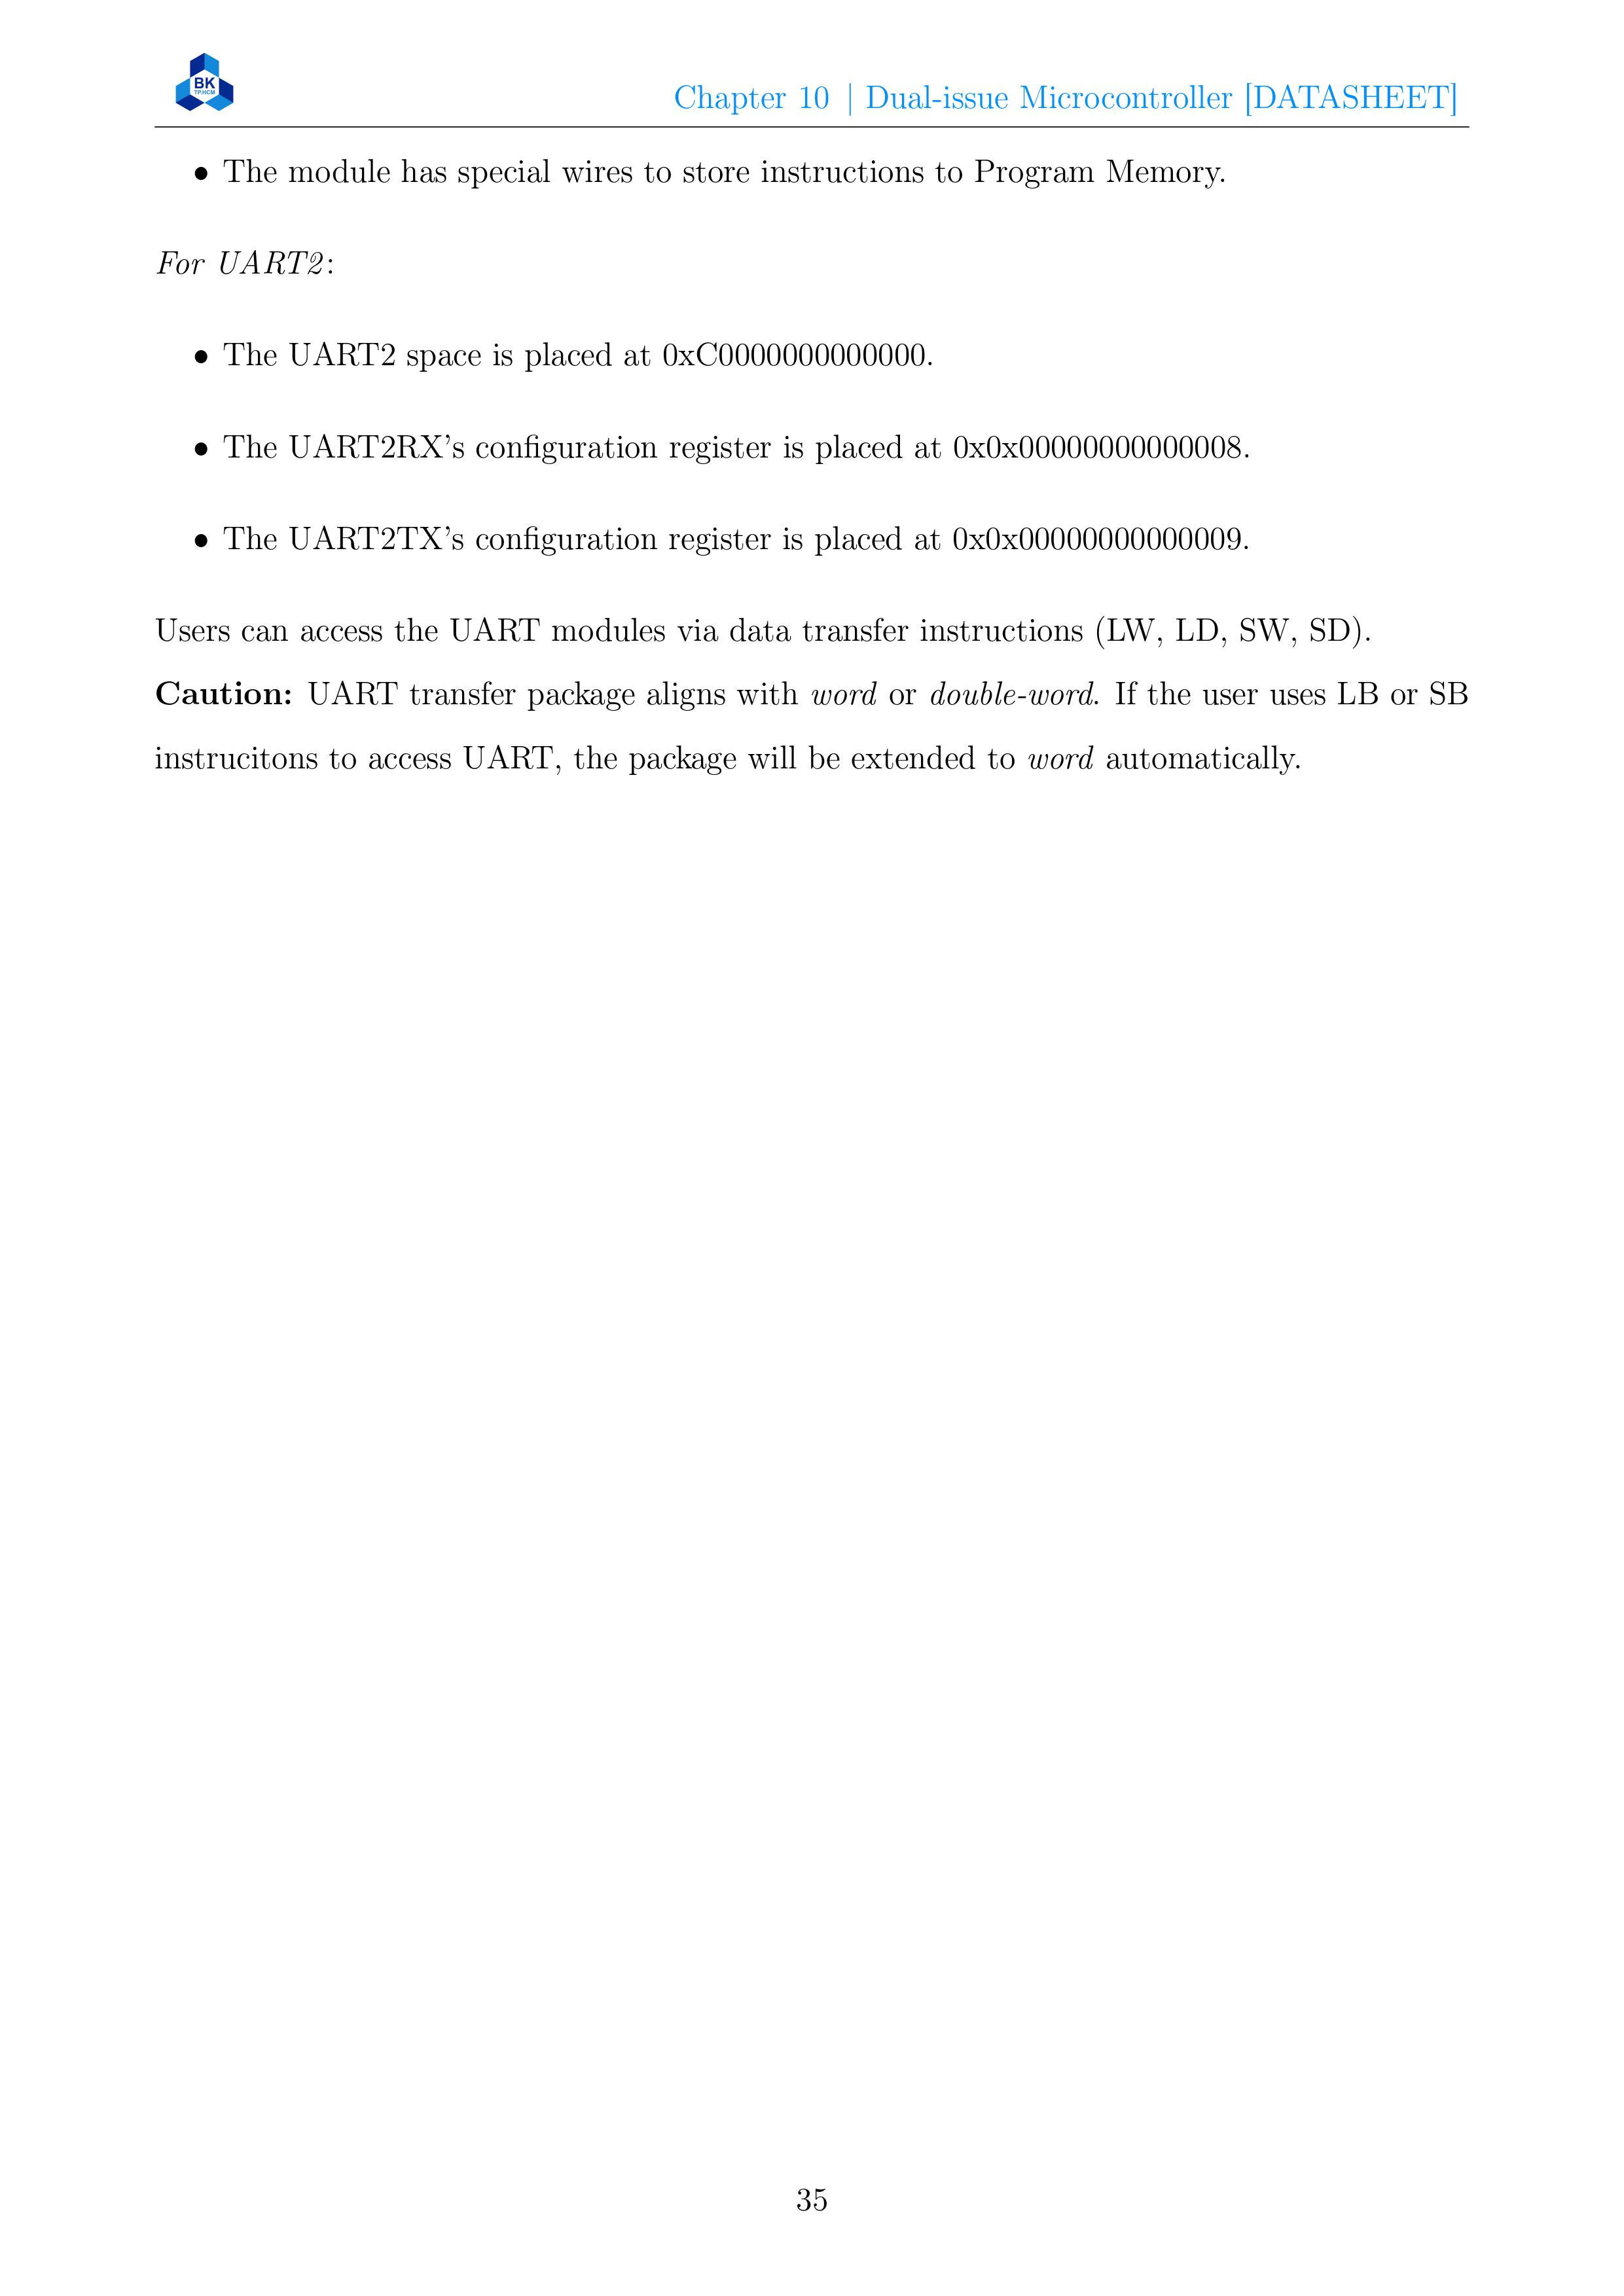 BK
TP.HCM
Chapter 10 | Dual-issue Microcontroller [DATASHEET]
• The module has special wires to store instructions to Program Memory.
For UART2:
• The UART2 space is placed at 0xC0000000000000.
• The UART2RX's configuration register is placed at 0x0x00000000000008.
• The UART2TX's configuration register is placed at 0x0x00000000000009.
Users can access the UART modules via data transfer instructions (LW, LD, SW, SD).
Caution: UART transfer package aligns with word or double-word. If the user uses LB or SB
instrucitons to access UART, the package will be extended to word automatically.
35